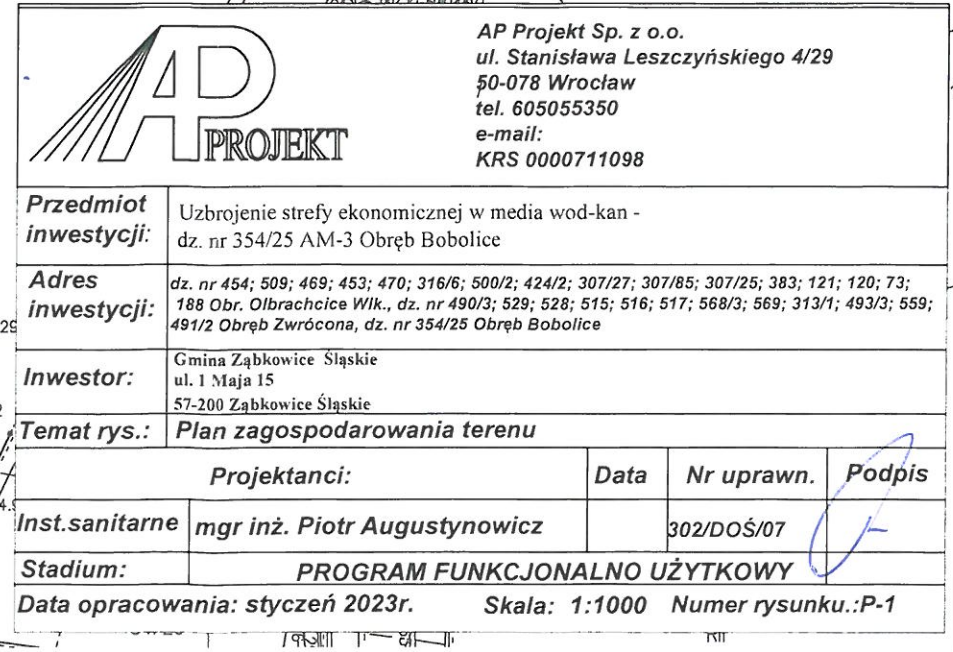 AP PROJEKT
AP Projekt Sp. z o.o.
ul. Stanisława Leszczyńskiego 4/29
50-078 Wrocław
tel. 605055350
e-mail:
KRS 0000711098
Przedmiot inwestycji:
Uzbrojenie strefy ekonomicznej w media wod-kan -
dz. nr 354/25 AM-3 Obręb Bobolice
Adres inwestycji:
dz. nr 454; 509; 469; 453; 470; 316/6; 500/2; 424/2; 307/27; 307/85; 307/25; 383; 121; 120; 73;
188 Obr. Olbrachcice Wlk., dz. nr 490/3; 529; 528; 515; 516; 517; 568/3; 569; 313/1; 493/3; 559;
491/2 Obręb Zwrócona, dz. nr 354/25 Obręb Bobolice
Inwestor:
Gmina Ząbkowice Śląskie
ul. 1 Maja 15
57-200 Ząbkowice Śląskie
Temat rys.: Plan zagospodarowania terenu
Projektanci: Data Nr uprawn. Podpis
Inst.sanitarne mgr inż. Piotr Augustynowicz 302/DOŚ/07
Stadium: PROGRAM FUNKCJONALNO UŻYTKOWY
Data opracowania: styczeń 2023r. Skala: 1:1000 Numer rysunku.:P-1